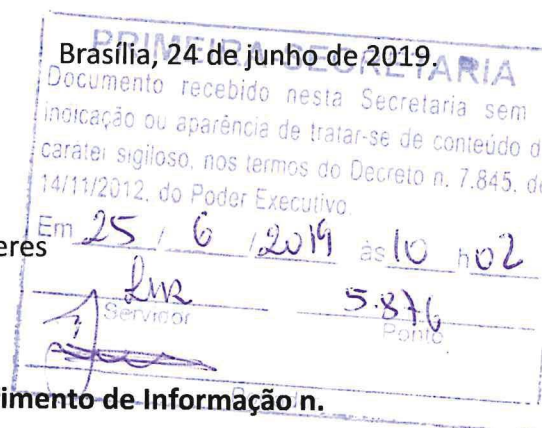 PRIMEIRA SECRETARIA
Brasília, 24 de junho de 2019.
Documento recebido nesta Secretaria sem
indicação ou aparência de tratar-se de conteúdo d
caráter sigiloso, nos termos do Decreto n. 7.845, de
14/11/2012, do Poder Executivo.
Em 25 / 6 / 2019 às 10 h 02
eres
5.876
Servidor Ponto
imento de Informação n.